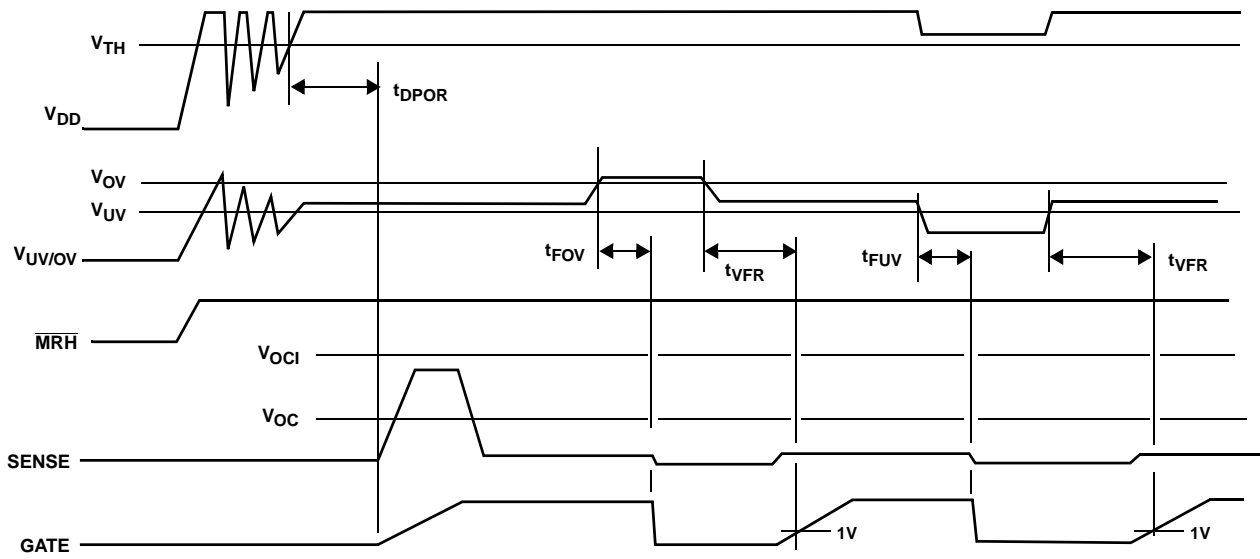 VTH
tDPOR
VDD
VOV
VUV
VUV/OV
tFOV
tVFR
tFUV
tVFR
MRH
VOCI
VOC
SENSE
GATE
1V
1V